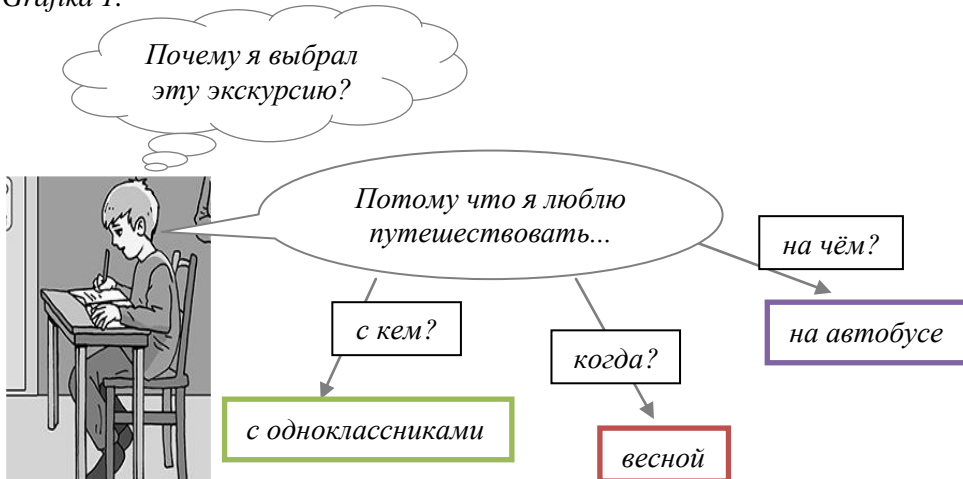 Grafika 1.
Почему я выбрал
эту экскурсию?
Потому что я люблю
путешествовать...
на чём?
на автобусе
с кем?
когда?
с одноклассниками
весной